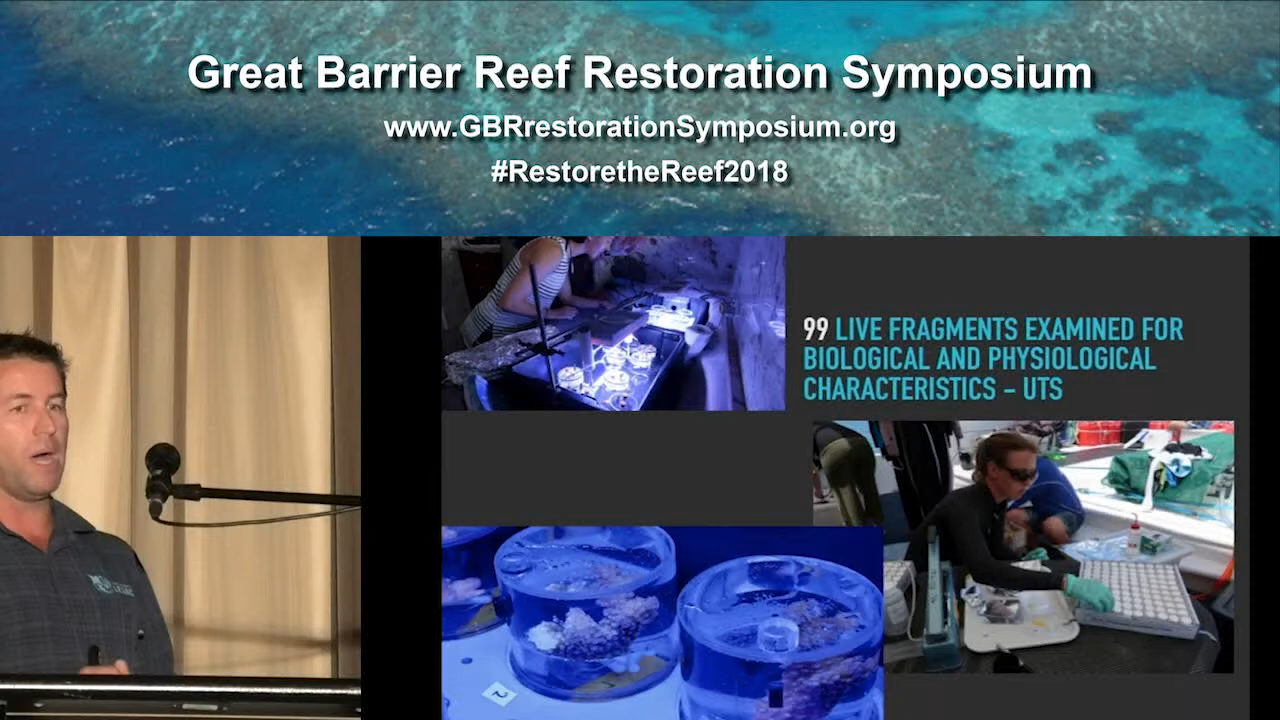 Great Barrier Reef Restoration Symposium
www.GBRrestorationSymposium.org
#RestoretheReef2018
99 LIVE FRAGMENTS EXAMINED FOR
BIOLOGICAL AND PHYSIOLOGICAL
CHARACTERISTICS – UTS
2